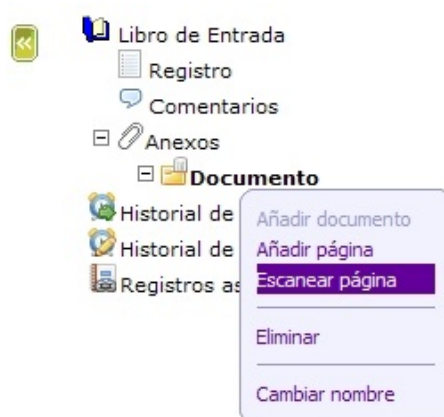 Libro de Entrada
Registro
Comentarios
Anexos
Documento
Historial de
Historial de
Registros as
Añadir documento
Añadir página
Escanear página
Eliminar
Cambiar nombre